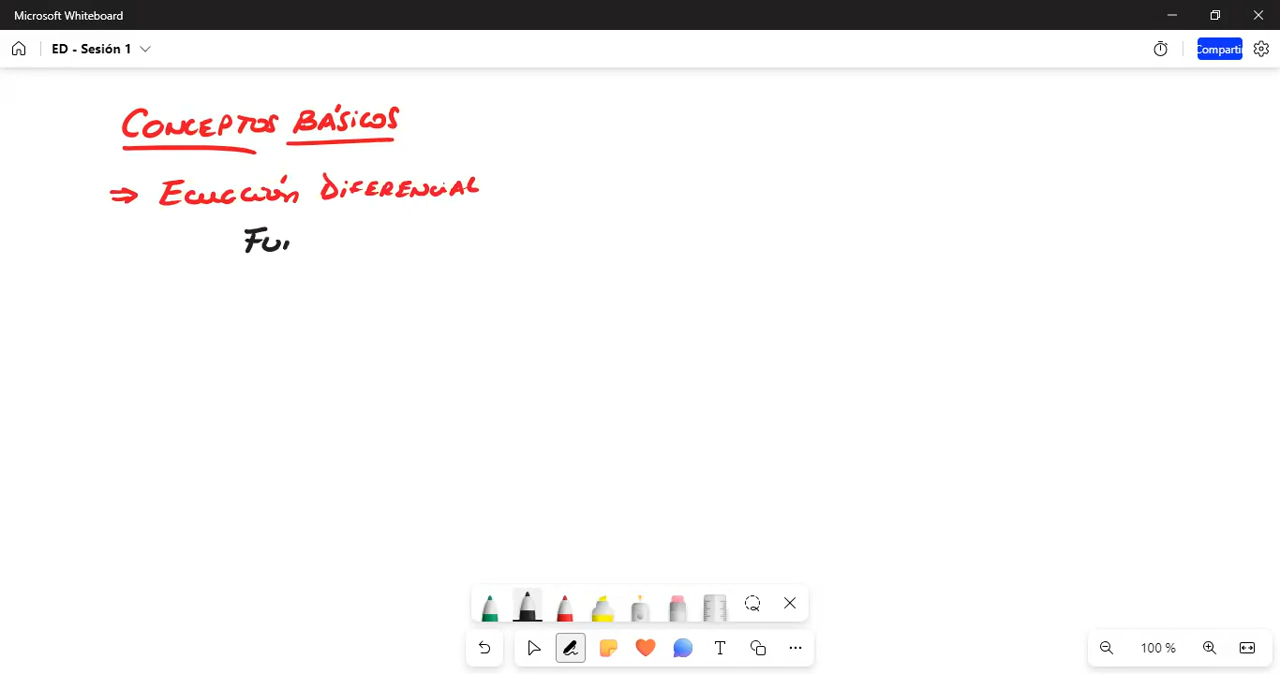 Microsoft Whiteboard
ED - Sesión 1
Compartir
CONCEPTOS BÁSICOS
⇒ ECUACIÓN DIFERENCIAL
FU
100 %